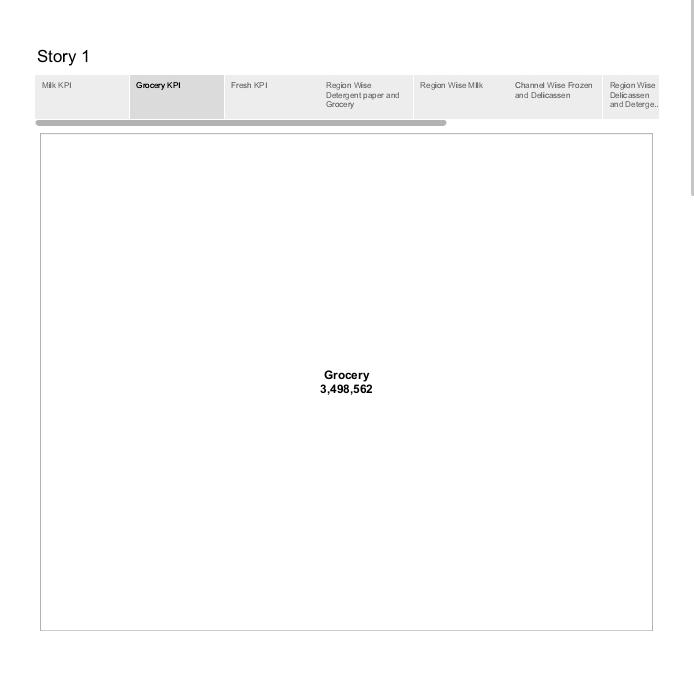 Story 1
Milk KPI
Grocery KPI
Fresh KPI
Region Wise
Detergent paper and
Grocery
Region Wise Milk
Channel Wise Frozen
and Delicassen
Region Wise
Delicassen
and Deterge..
Grocery
3,498,562